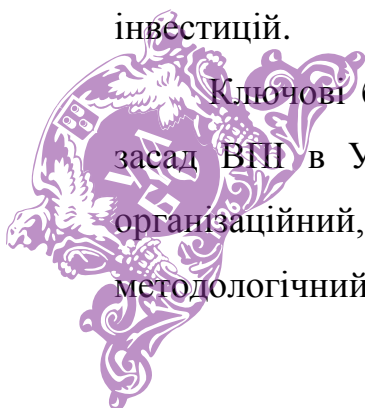 інвестицій.
Ключові
засад ВПІ в У
організаційний,
методологічний